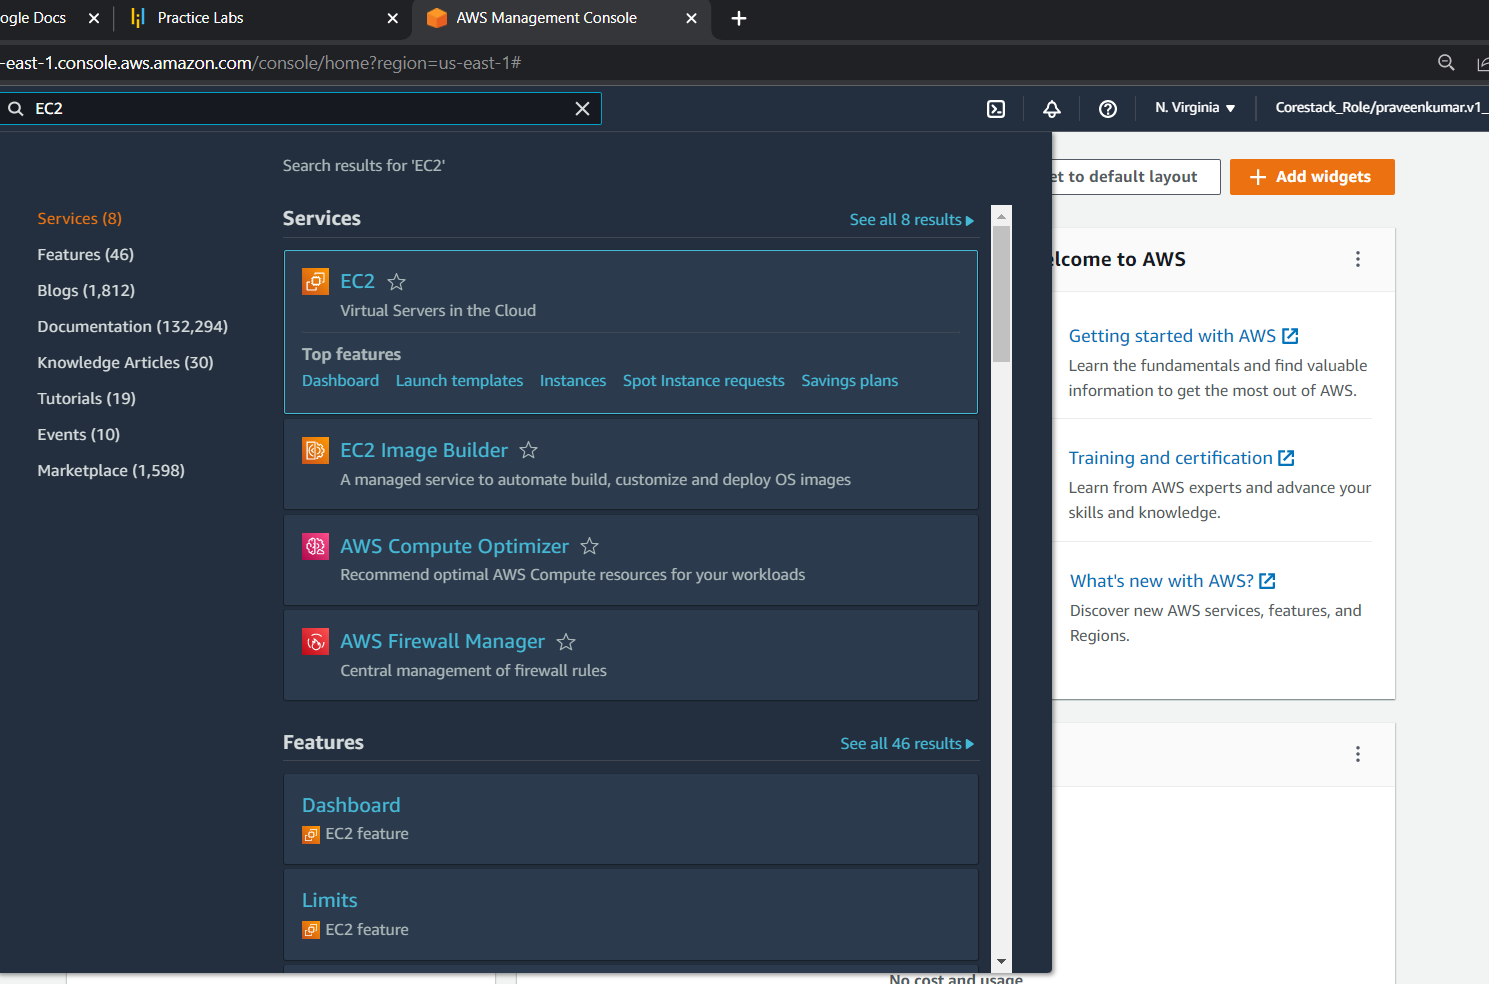 ogle Docs
Practice Labs
AWS Management Console
-east-1.console.aws.amazon.com/console/home?region=us-east-1#
EC2
N. Virginia
Corestack_Role/praveenkumar.v1_
Search results for 'EC2'
Services (8)
Features (46)
Blogs (1,812)
Documentation (132,294)
Knowledge Articles (30)
Tutorials (19)
Events (10)
Marketplace (1,598)
Services
See all 8 results
EC2
Virtual Servers in the Cloud
Top features
Dashboard Launch templates Instances Spot Instance requests Savings plans
EC2 Image Builder
A managed service to automate build, customize and deploy OS images
AWS Compute Optimizer
Recommend optimal AWS Compute resources for your workloads
AWS Firewall Manager
Central management of firewall rules
Features
See all 46 results
Dashboard
EC2 feature
Limits
EC2 feature
et to default layout
Add widgets
elcome to AWS
Getting started with AWS
Learn the fundamentals and find valuable
information to get the most out of AWS.
Training and certification
Learn from AWS experts and advance your
skills and knowledge.
What's new with AWS?
Discover new AWS services, features, and
Regions.
No cost and usage